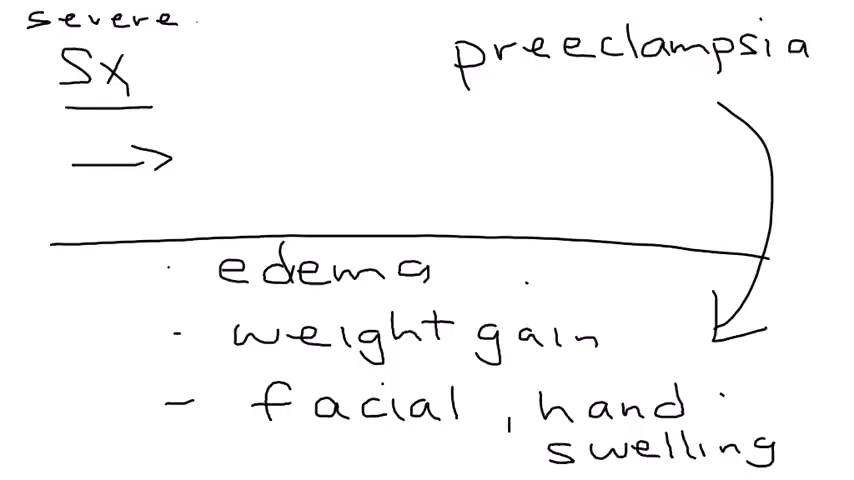 severe
Sx
preeclampsia
→
· edema
- weight gain
- facial, hand
swelling